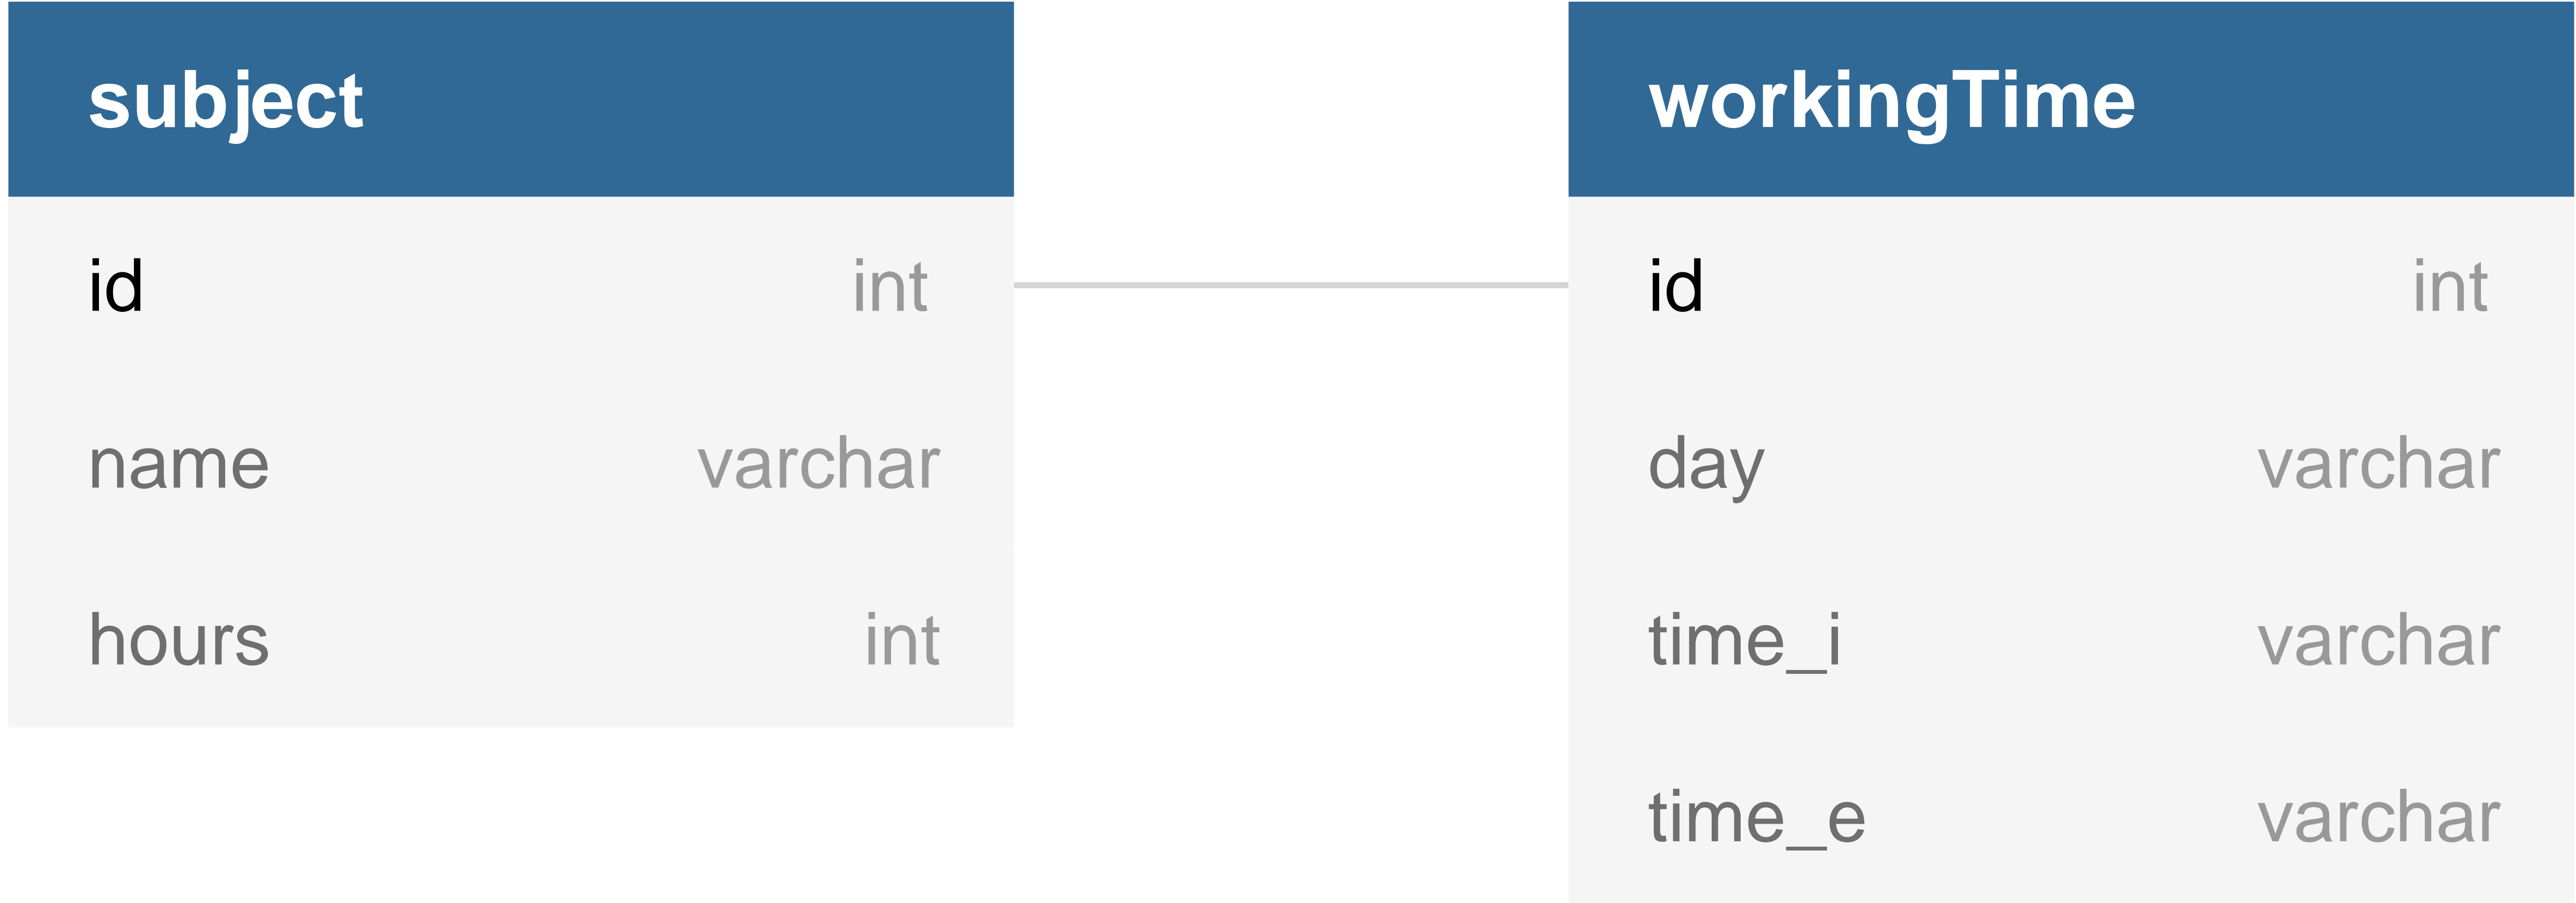 subject
id int
name varchar
hours int
workingTime
id int
day varchar
time_i varchar
time_e varchar